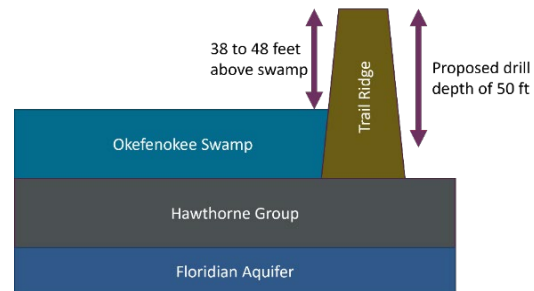 38 to 48 feet
above swamp
Trail Ridge
Proposed drill
depth of 50 ft
Okefenokee Swamp
Hawthorne Group
Floridian Aquifer